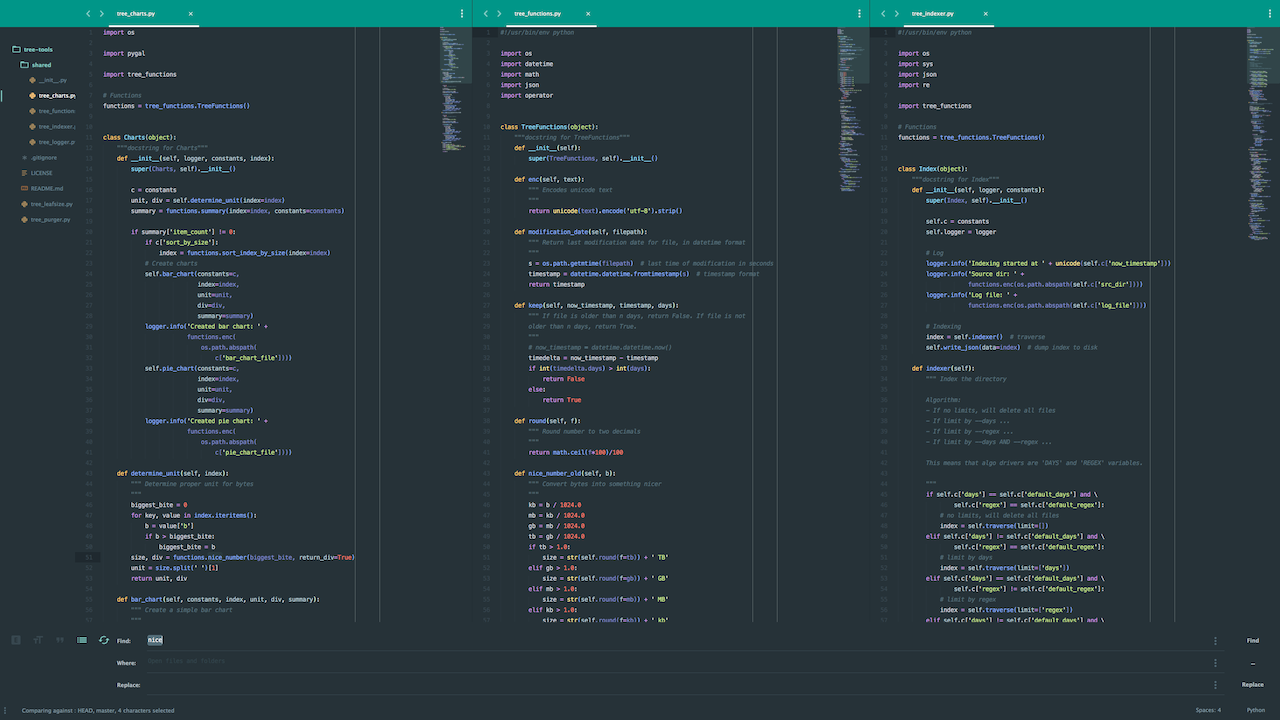 tree_charts.py
tree_functions.py
tree_indexer.py
tree-tools
shared
__init__.py
tree_charts.py
tree_function
tree_indexer.
tree_logger.p
.gitignore
LICENSE
README.md
tree_leafsize.py
tree_purger.py
import os
import pygal
import tree_functions
# Functions
functions = tree_functions.TreeFunctions()
class Charts(object):
"""docstring for Charts"""
def __init__(self, logger, constants, index):
super(Charts, self).__init__()
c = constants
unit, div = self.determine_unit(index=index)
summary = functions.summary(index=index, constants=constants)
if summary['item_count'] != 0:
if c['sort_by_size']:
index = functions.sort_index_by_size(index=index)
# Create charts
self.bar_chart(constants=c,
index=index,
unit=unit,
div=div,
summary=summary)
logger.info('Created bar chart: ' +
functions.enc(
os.path.abspath(
c['bar_chart_file'])))
self.pie_chart(constants=c,
index=index,
unit=unit,
div=div,
summary=summary)
logger.info('Created pie chart: ' +
functions.enc(
os.path.abspath(
c['pie_chart_file'])))
def determine_unit(self, index):
""" Determine proper unit for bytes
"""
biggest_bite = 0
for key, value in index.iteritems():
b = value['b']
if b > biggest_bite:
biggest_bite = b
size, div = functions.nice_number(biggest_bite, return_div=True)
unit = size.split(' ')[1]
return unit, div
def bar_chart(self, constants, index, unit, div, summary):
""" Create a simple bar chart
"""
#!/usr/bin/env python
import os
import datetime
import math
import json
import operator
class TreeFunctions(object):
"""docstring for TreeFunctions"""
def __init__(self):
super(TreeFunctions, self).__init__()
def enc(self, text):
""" Encodes unicode text
"""
return unicode(text).encode('utf-8').strip()
def modification_date(self, filepath):
""" Return last modification date for file, in datetime format
"""
s = os.path.getmtime(filepath)  # last time of modification in seconds
timestamp = datetime.datetime.fromtimestamp(s)  # timestamp format
return timestamp
def keep(self, now_timestamp, timestamp, days):
""" If file is older than n days, return False. If file is not
older than n days, return True.
"""
# now_timestamp = datetime.datetime.now()
timedelta = now_timestamp - timestamp
if int(timedelta.days) > int(days):
return False
else:
return True
def round(self, f):
""" Round number to two decimals
"""
return math.ceil(f*100)/100
def nice_number_old(self, b):
""" Convert bytes into something nicer
"""
kb = b / 1024.0
mb = kb / 1024.0
gb = mb / 1024.0
tb = gb / 1024.0
if tb > 1.0:
size = str(self.round(f=tb)) + ' TB'
elif gb > 1.0:
size = str(self.round(f=gb)) + ' GB'
elif mb > 1.0:
size = str(self.round(f=mb)) + ' MB'
elif kb > 1.0:
size = str(self.round(f=kb)) + ' kb'
#!/usr/bin/env python
import os
import sys
import json
import re
import tree_functions
# Functions
functions = tree_functions.TreeFunctions()
class Index(object):
"""docstring for Index"""
def __init__(self, logger, constants):
super(Index, self).__init__()
self.c = constants
self.logger = logger
# Log
logger.info('Indexing started at ' + unicode(self.c['now_timestamp']))
logger.info('Source dir: ' +
functions.enc(os.path.abspath(self.c['src_dir'])))
logger.info('Log file: ' +
functions.enc(os.path.abspath(self.c['log_file'])))
# Indexing
index = self.indexer()  # traverse
self.write_json(data=index)  # dump index to disk
def indexer(self):
""" Index the directory
Algorithm:
- If no limits, will delete all files
- If limit by --days ...
- If limit by --regex ...
- If limit by --days AND --regex ...
This means that algo drivers are 'DAYS' and 'REGEX' variables.
"""
if self.c['days'] == self.c['default_days'] and \
self.c['regex'] == self.c['default_regex']:
# no limits, will delete all files
index = self.traverse(limit=[])
elif self.c['days'] != self.c['default_days'] and \
self.c['regex'] == self.c['default_regex']:
# limit by days
index = self.traverse(limit=['days'])
elif self.c['days'] == self.c['default_days'] and \
self.c['regex'] != self.c['default_regex']:
# limit by regex
index = self.traverse(limit=['regex'])
elif self.c['days'] != self.c['default_days'] and \
Find:
nice
Find
Where:
Open files and folders
Replace:
Replace
Comparing against : HEAD, master, 4 characters selected
Spaces: 4
Python